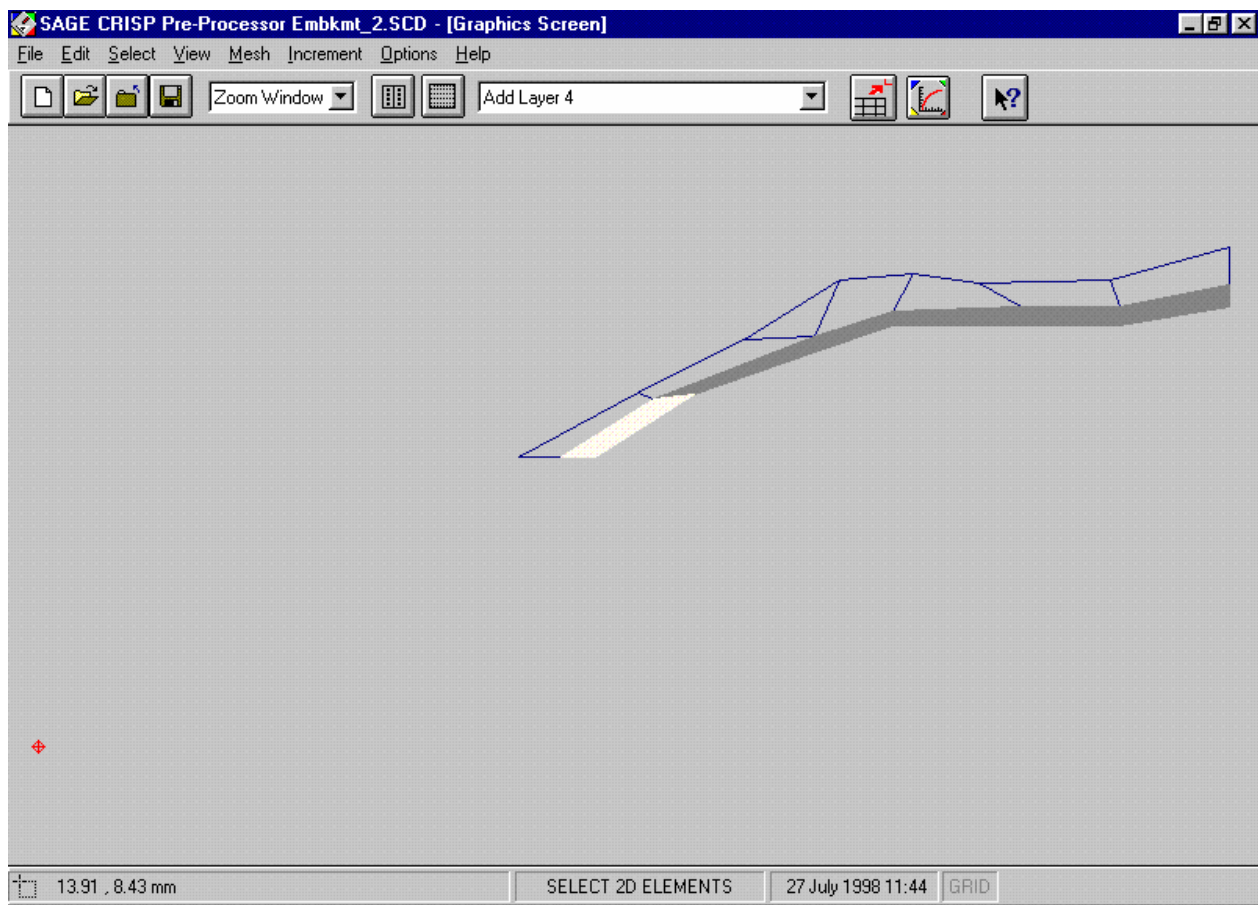 SAGE CRISP Pre-Processor Embkmt_2.SCD - [Graphics Screen]
File Edit Select View Mesh Increment Options Help
Zoom Window Add Layer 4
13.91 , 8.43 mm SELECT 2D ELEMENTS 27 July 1998 11:44 GRID